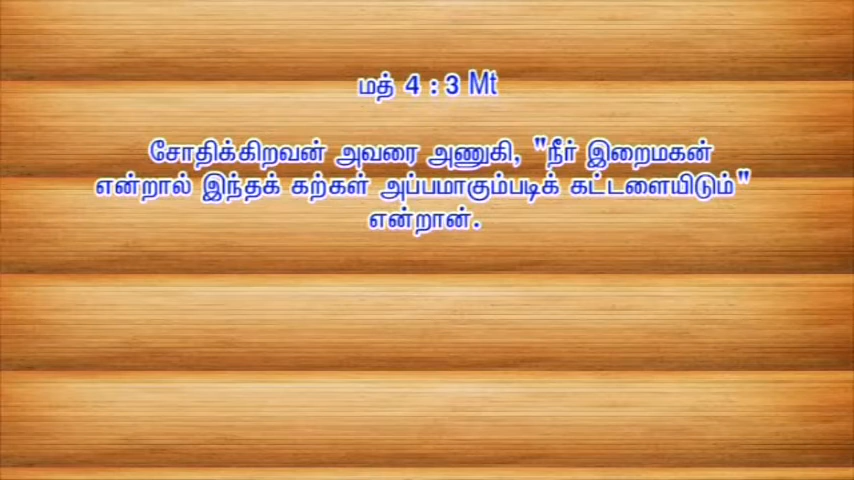 மத் 4 : 3 Mt
சோதிக்கிறவன் அவரை அணுகி, "நீர் இறைமகன்
என்றால் இந்தக் கற்கள் அப்பமாகும்படிக் கட்டளையிடும்"
என்றான்.